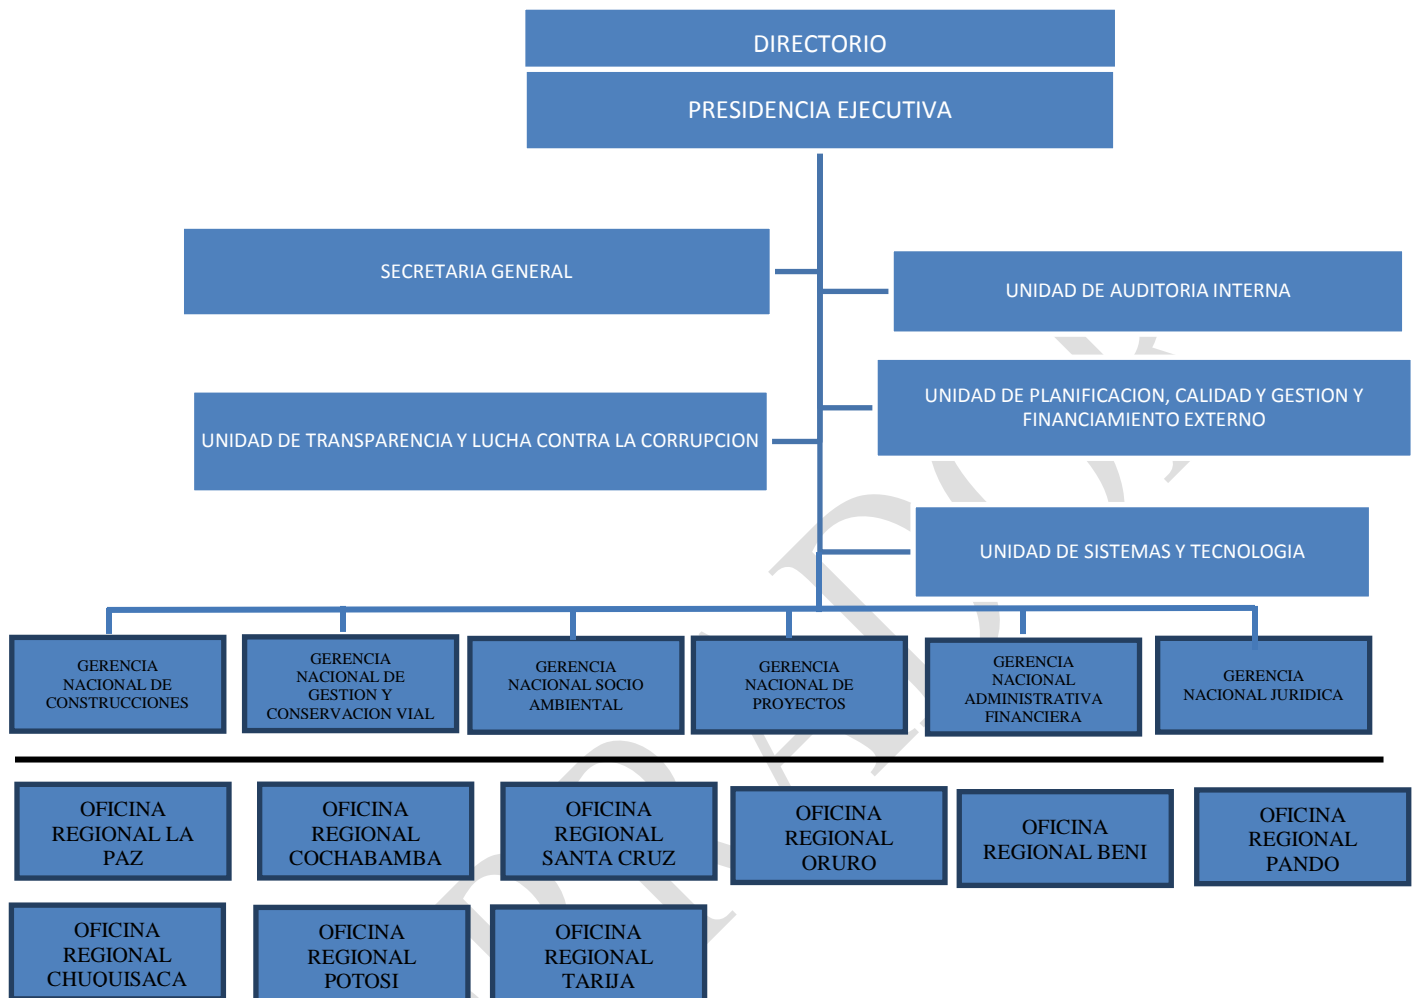 DIRECTORIO
PRESIDENCIA EJECUTIVA
SECRETARIA GENERAL
UNIDAD DE AUDITORIA INTERNA
UNIDAD DE PLANIFICACION, CALIDAD Y GESTION Y
FINANCIAMIENTO EXTERNO
UNIDAD DE TRANSPARENCIA Y LUCHA CONTRA LA CORRUPCION
UNIDAD DE SISTEMAS Y TECNOLOGIA
GERENCIA
NACIONAL DE
CONSTRUCCIONES
GERENCIA
NACIONAL DE
GESTION Y
CONSERVACION VIAL
GERENCIA
NACIONAL SOCIO
AMBIENTAL
GERENCIA
NACIONAL DE
PROYECTOS
GERENCIA
NACIONAL
ADMINISTRATIVA
FINANCIERA
GERENCIA
NACIONAL JURIDICA
OFICINA
REGIONAL LA
PAZ
OFICINA
REGIONAL
COCHABAMBA
OFICINA
REGIONAL
SANTA CRUZ
OFICINA
REGIONAL
ORURO
OFICINA
REGIONAL BENI
OFICINA
REGIONAL
PANDO
OFICINA
REGIONAL
CHUQUISACA
OFICINA
REGIONAL
POTOSI
OFICINA
REGIONAL
TARIJA